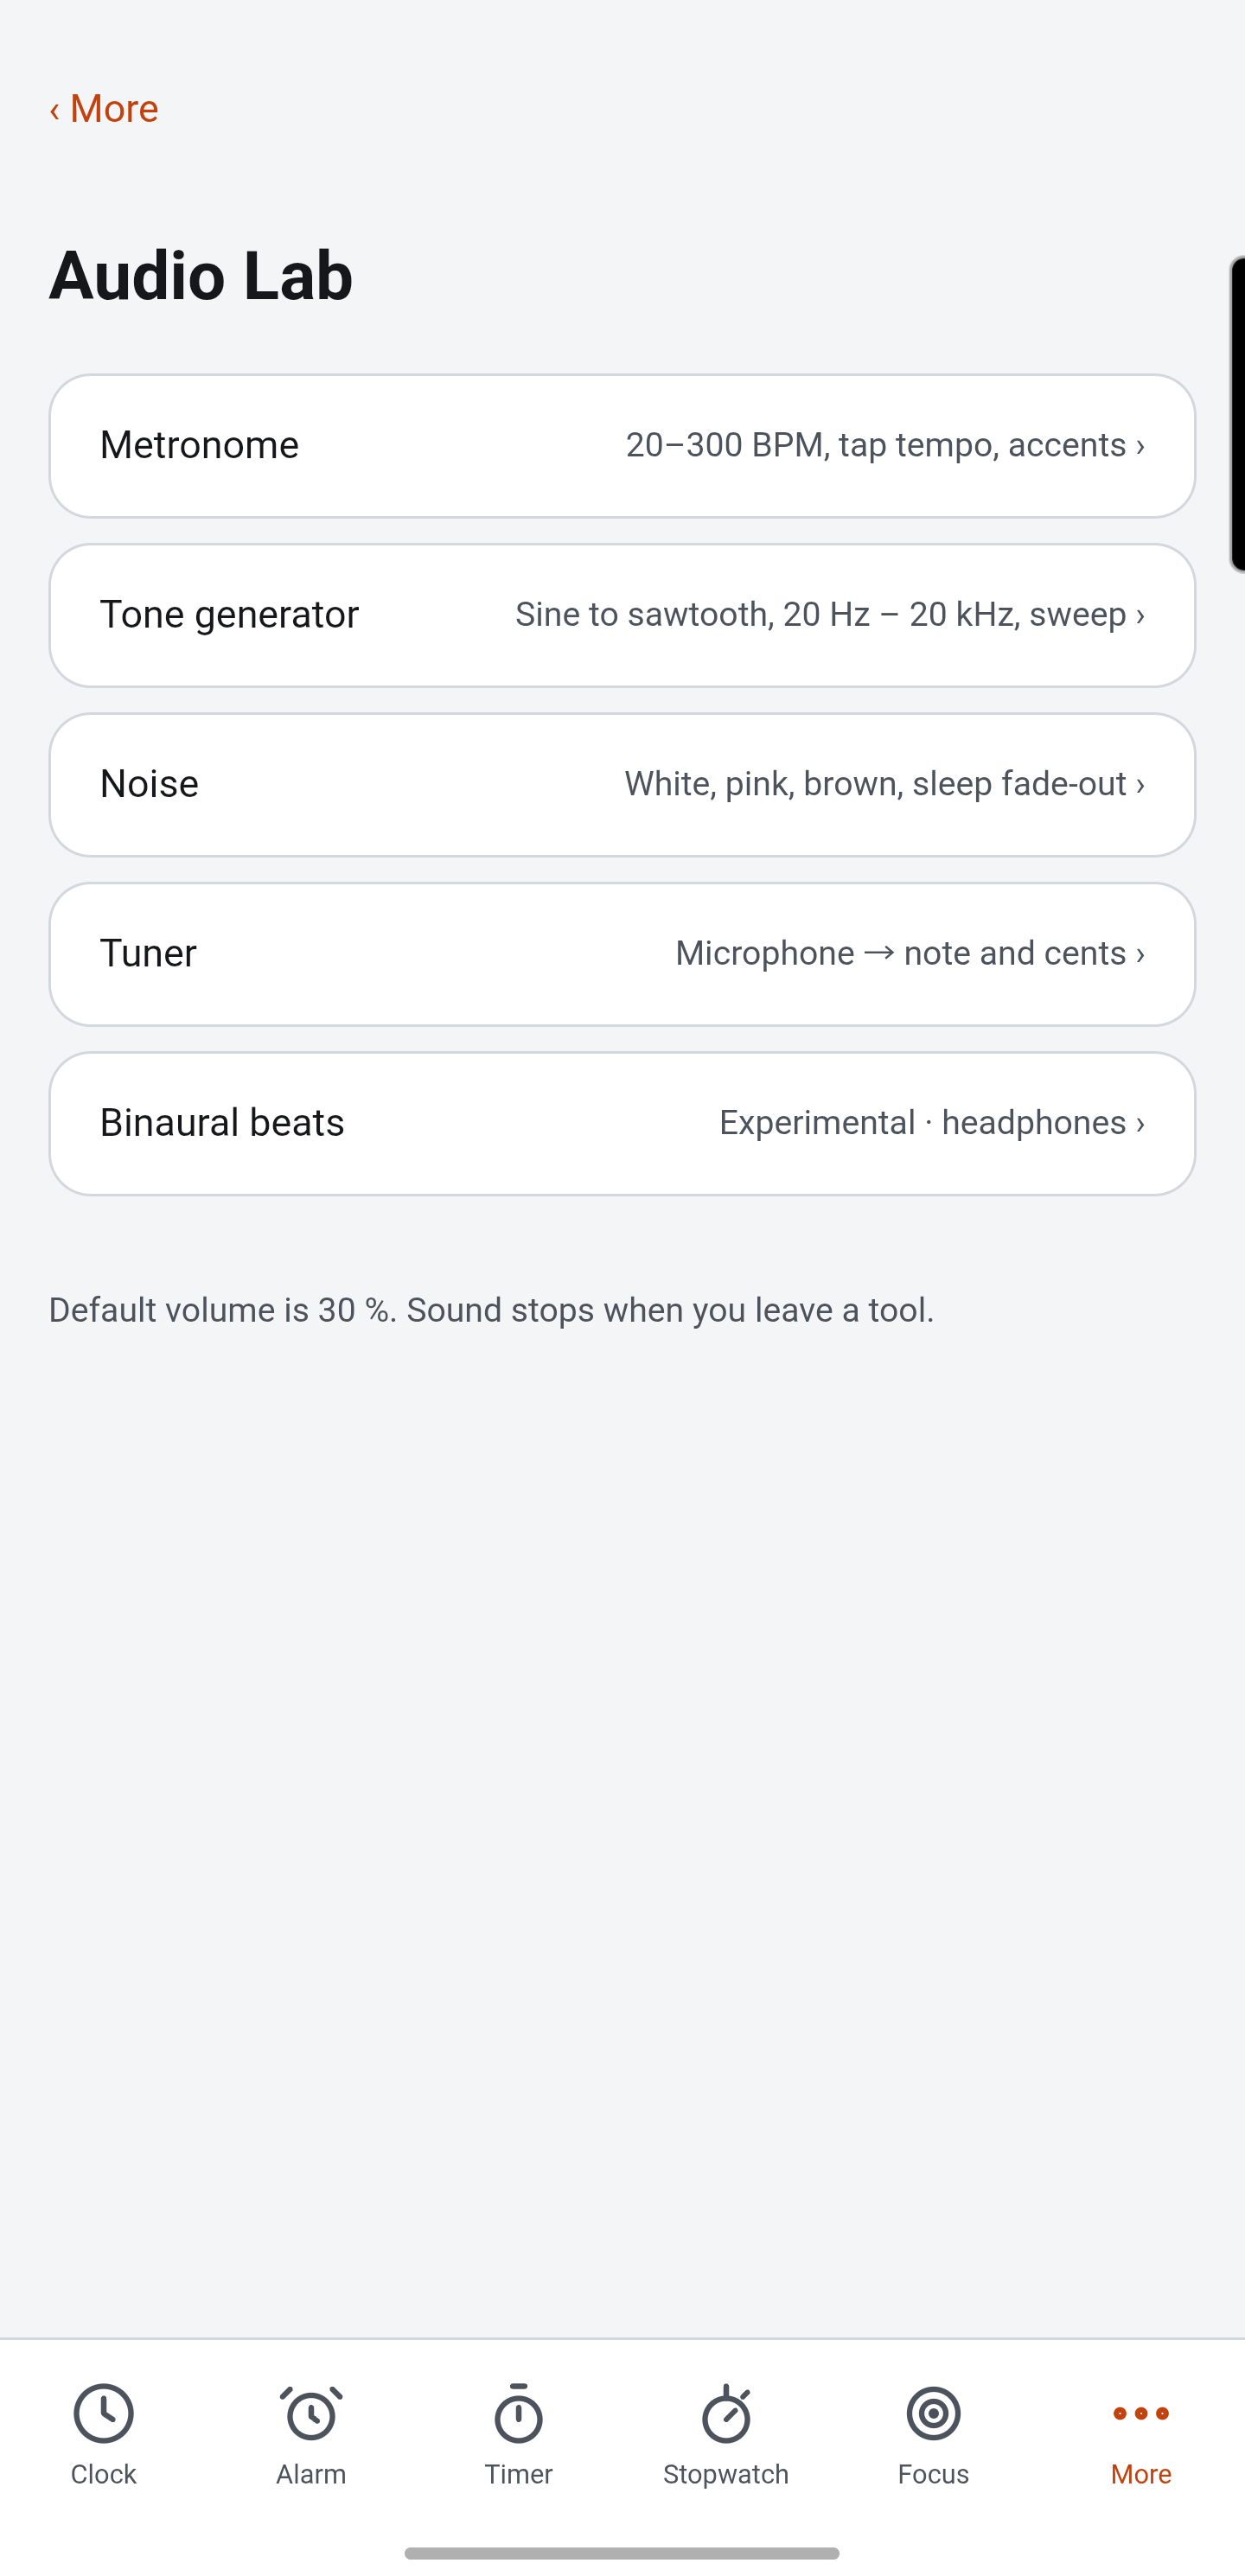 ‹ More
Audio Lab
Metronome 20–300 BPM, tap tempo, accents ›
Tone generator Sine to sawtooth, 20 Hz – 20 kHz, sweep ›
Noise White, pink, brown, sleep fade-out ›
Tuner Microphone → note and cents ›
Binaural beats Experimental · headphones ›
Default volume is 30 %. Sound stops when you leave a tool.
Clock Alarm Timer Stopwatch Focus More